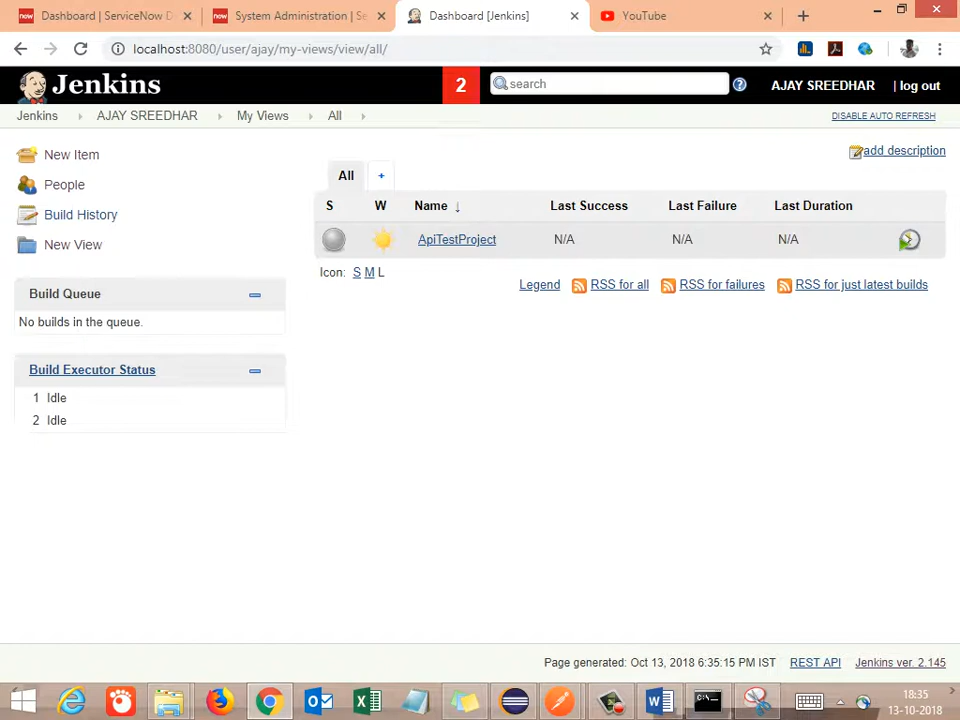 Dashboard | ServiceNow D
System Administration | Se
Dashboard [Jenkins]
YouTube
localhost:8080/user/ajay/my-views/view/all/
Jenkins
2
search
AJAY SREEDHAR
| log out
Jenkins
AJAY SREEDHAR
My Views
All
DISABLE AUTO REFRESH
New Item
People
Build History
New View
add description
All
+
S W Name ↓ Last Success Last Failure Last Duration
ApiTestProject N/A N/A N/A
Icon: S M L
Legend RSS for all RSS for failures RSS for just latest builds
Build Queue
No builds in the queue.
Build Executor Status
1 Idle
2 Idle
Page generated: Oct 13, 2018 6:35:15 PM IST REST API Jenkins ver. 2.145
18:35
13-10-2018